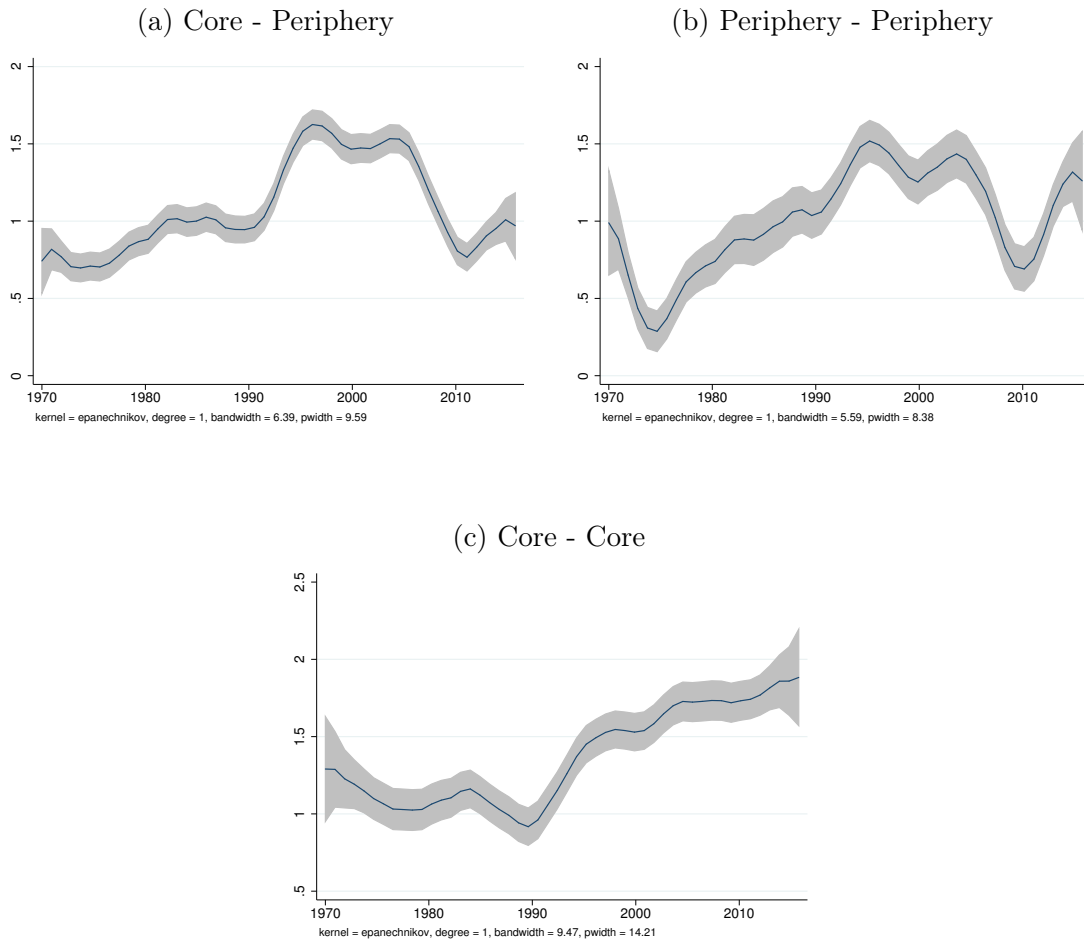 (a) Core - Periphery
2
1.5
1
.5
0
1970 1980 1990 2000 2010
kernel = epanechnikov, degree = 1, bandwidth = 6.39, pwidth = 9.59
(b) Periphery - Periphery
2
1.5
1
.5
0
1970 1980 1990 2000 2010
kernel = epanechnikov, degree = 1, bandwidth = 5.59, pwidth = 8.38
(c) Core - Core
2.5
2
1.5
1
.5
1970 1980 1990 2000 2010
kernel = epanechnikov, degree = 1, bandwidth = 9.47, pwidth = 14.21